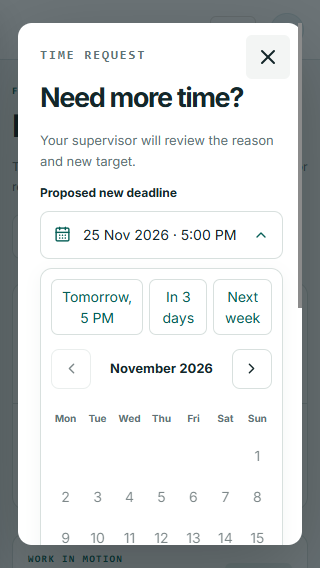 TIME REQUEST
Need more time?
Your supervisor will review the reason
and new target.
Proposed new deadline
25 Nov 2026 · 5:00 PM
Tomorrow,
5 PM
In 3
days
Next
week
November 2026
Mon Tue Wed Thu Fri Sat Sun
1
2 3 4 5 6 7 8
9 10 11 12 13 14 15
WORK IN MOTION